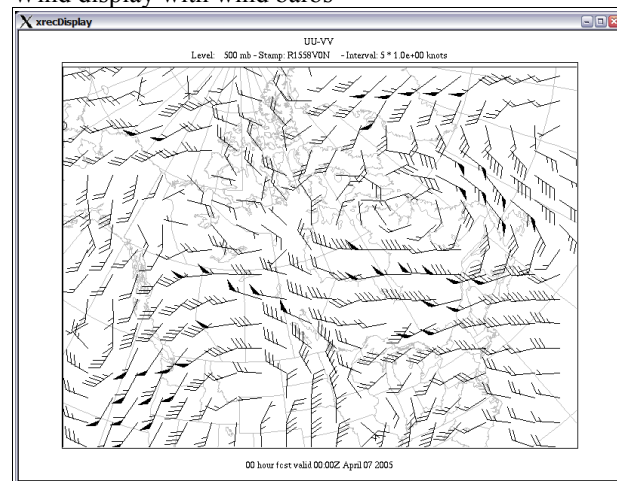 Wind display with wind barbs
xrecDisplay
UU-VV
Level: 500 mb - Stamp: R1558V0N - Interval: 5 * 1.0e+00 knots
00 hour fcst valid 00:00Z April 07 2005